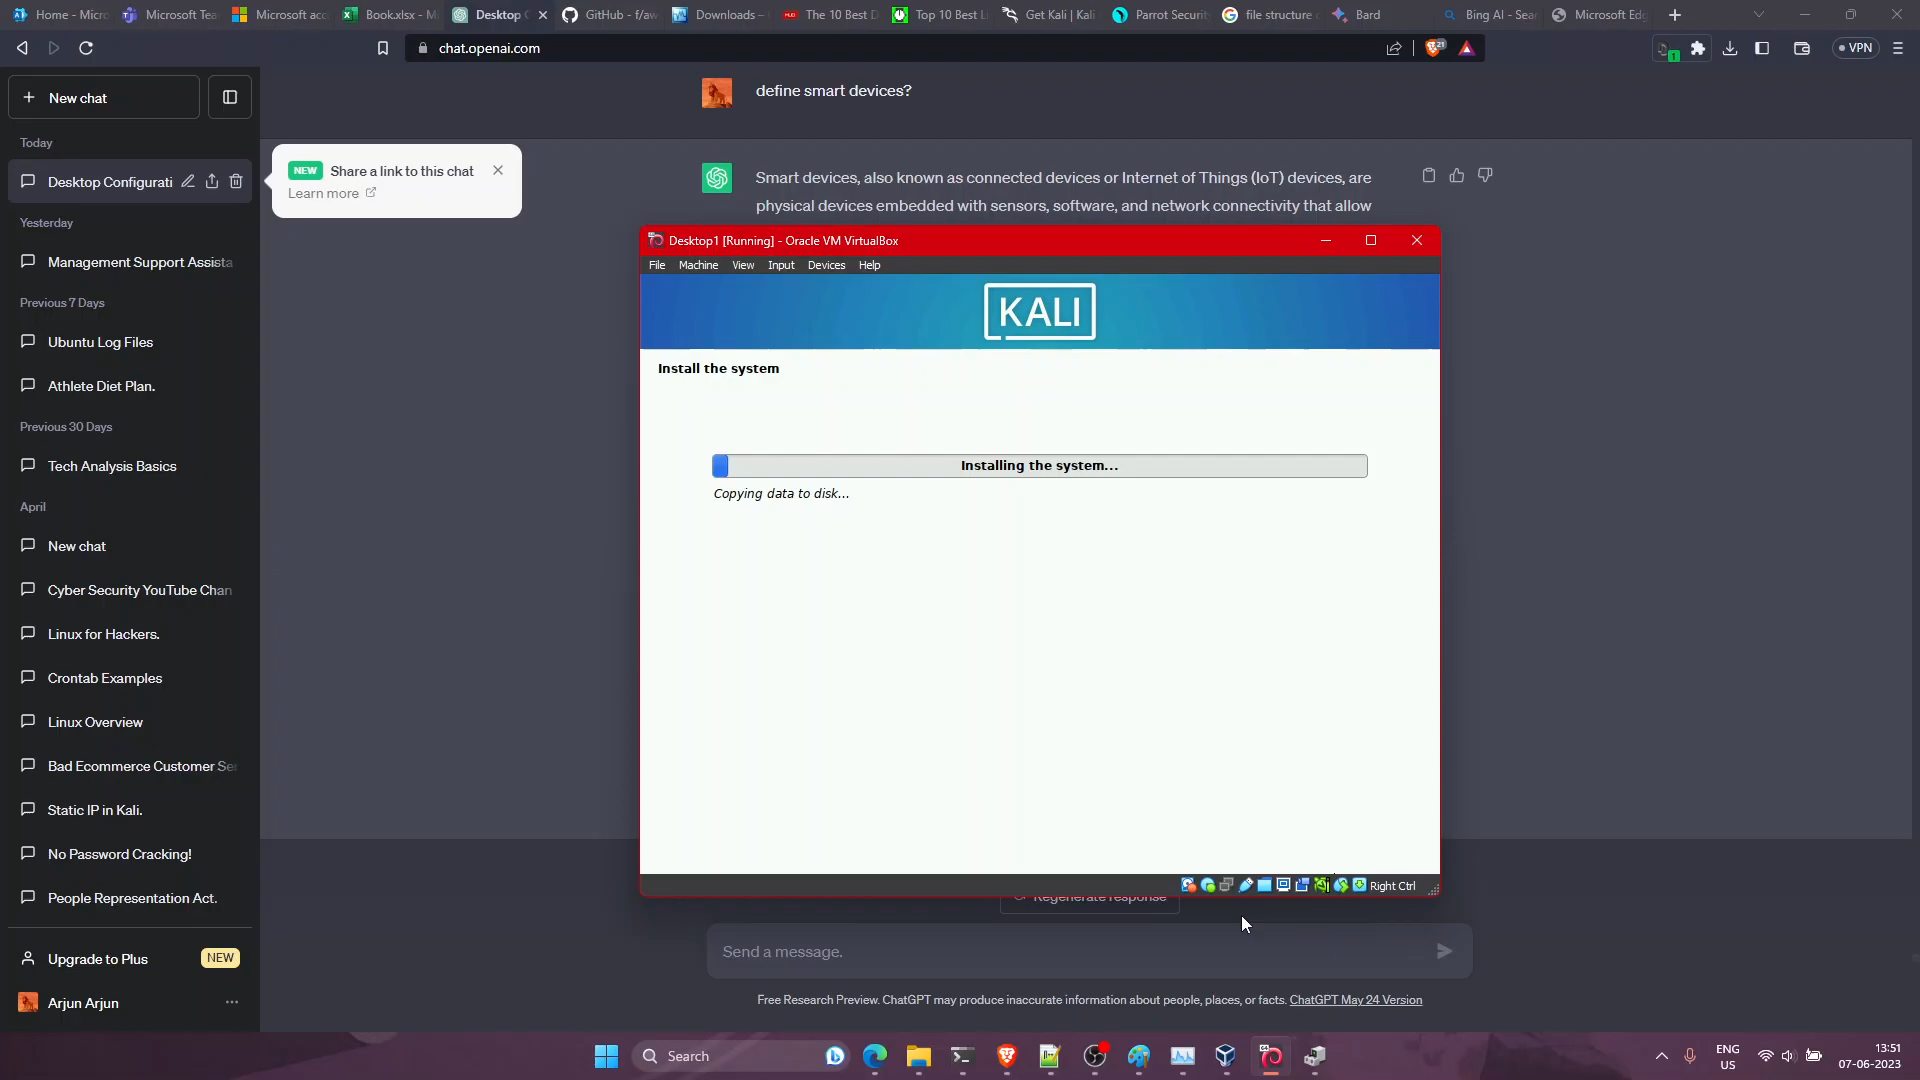 Home - Micro
Microsoft Tea
Microsoft acc
Book.xlsx - M
Desktop C
GitHub - f/aw
Downloads –
The 10 Best D
Top 10 Best Li
Get Kali | Kali
Parrot Security
file structure
Bard
Bing AI - Sear
Microsoft Edg
chat.openai.com
21
1
VPN
New chat
Today
Desktop Configurati
Yesterday
Management Support Assista
Previous 7 Days
Ubuntu Log Files
Athlete Diet Plan.
Previous 30 Days
Tech Analysis Basics
April
New chat
Cyber Security YouTube Chan
Linux for Hackers.
Crontab Examples
Linux Overview
Bad Ecommerce Customer Ser
Static IP in Kali.
No Password Cracking!
People Representation Act.
Upgrade to Plus
NEW
Arjun Arjun
NEW Share a link to this chat
Learn more
define smart devices?
Smart devices, also known as connected devices or Internet of Things (IoT) devices, are
physical devices embedded with sensors, software, and network connectivity that allow
Desktop1 [Running] - Oracle VM VirtualBox
File Machine View Input Devices Help
KALI
Install the system
Installing the system...
Copying data to disk...
Right Ctrl
Regenerate response
Send a message.
Free Research Preview. ChatGPT may produce inaccurate information about people, places, or facts. ChatGPT May 24 Version
Search
ENG
US
13:51
07-06-2023